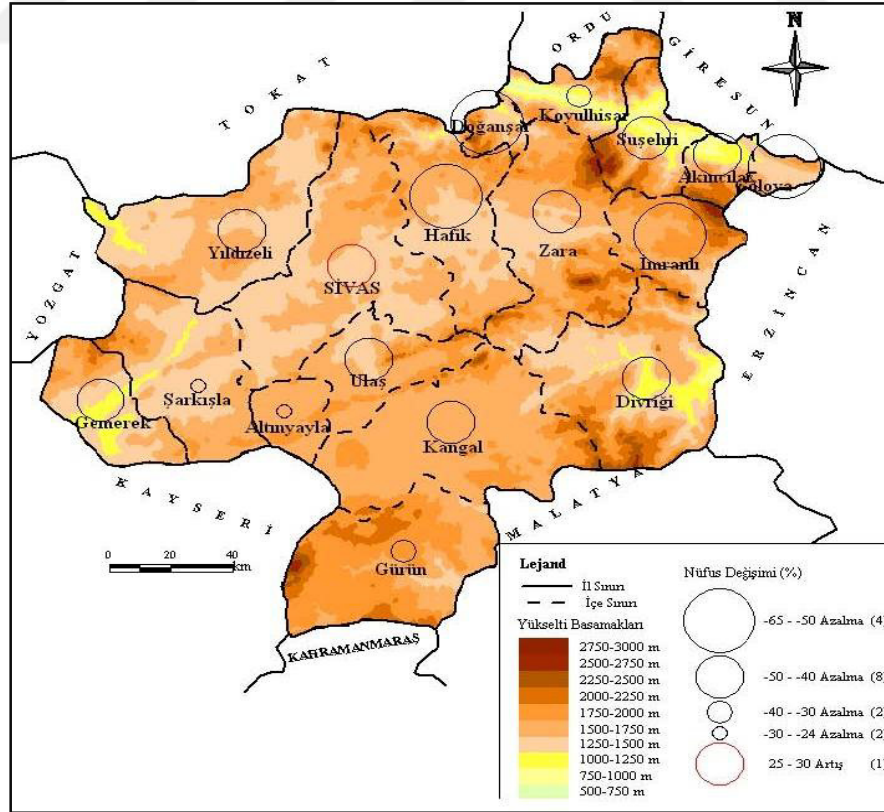 N
ORDU
GİRESUN
TOKAT
Koyulhisar
Doğanşar
Suşehri
Akıncılar
Gölova
Hafik
Zara
İmranlı
Yıldızeli
SİVAS
YOZGAT
ERZİNCAN
Ulaş
Şarkışla
Divriği
Gemerek
Altınyayla
Kangal
KAYSERİ
MALATYA
0 20 40
km
Gürün
KAHRAMANMARAŞ
Lejand
İl Sınırı
İlçe Sınırı
Yükselti Basamakları
2750-3000 m
2500-2750 m
2250-2500 m
2000-2250 m
1750-2000 m
1500-1750 m
1250-1500 m
1000-1250 m
750-1000 m
500-750 m
Nüfus Değişimi (%)
-65 - -50 Azalma (4)
-50 - -40 Azalma (8)
-40 - -30 Azalma (2)
-30 - -24 Azalma (2)
25 - 30 Artış (1)